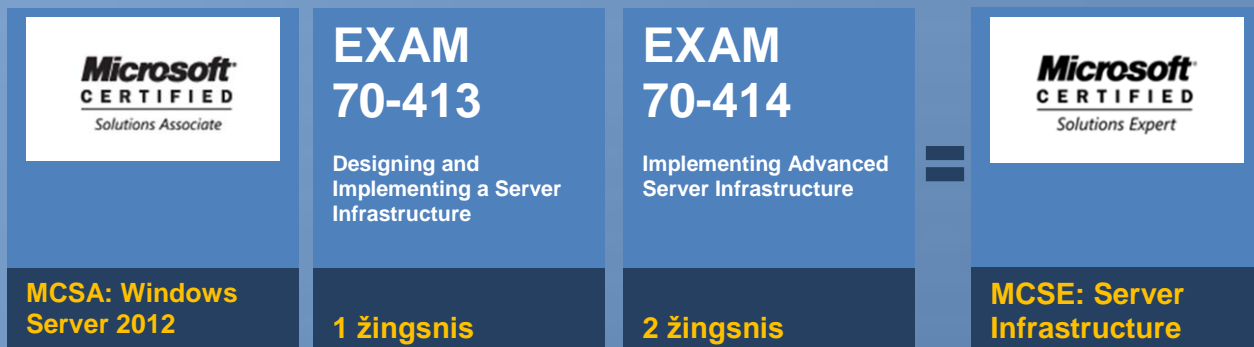 Microsoft
CERTIFIED
Solutions Associate
MCSA: Windows
Server 2012
EXAM
70-413
Designing and
Implementing a Server
Infrastructure
1 žingsnis
EXAM
70-414
Implementing Advanced
Server Infrastructure
2 žingsnis
=
Microsoft
CERTIFIED
Solutions Expert
MCSE: Server
Infrastructure